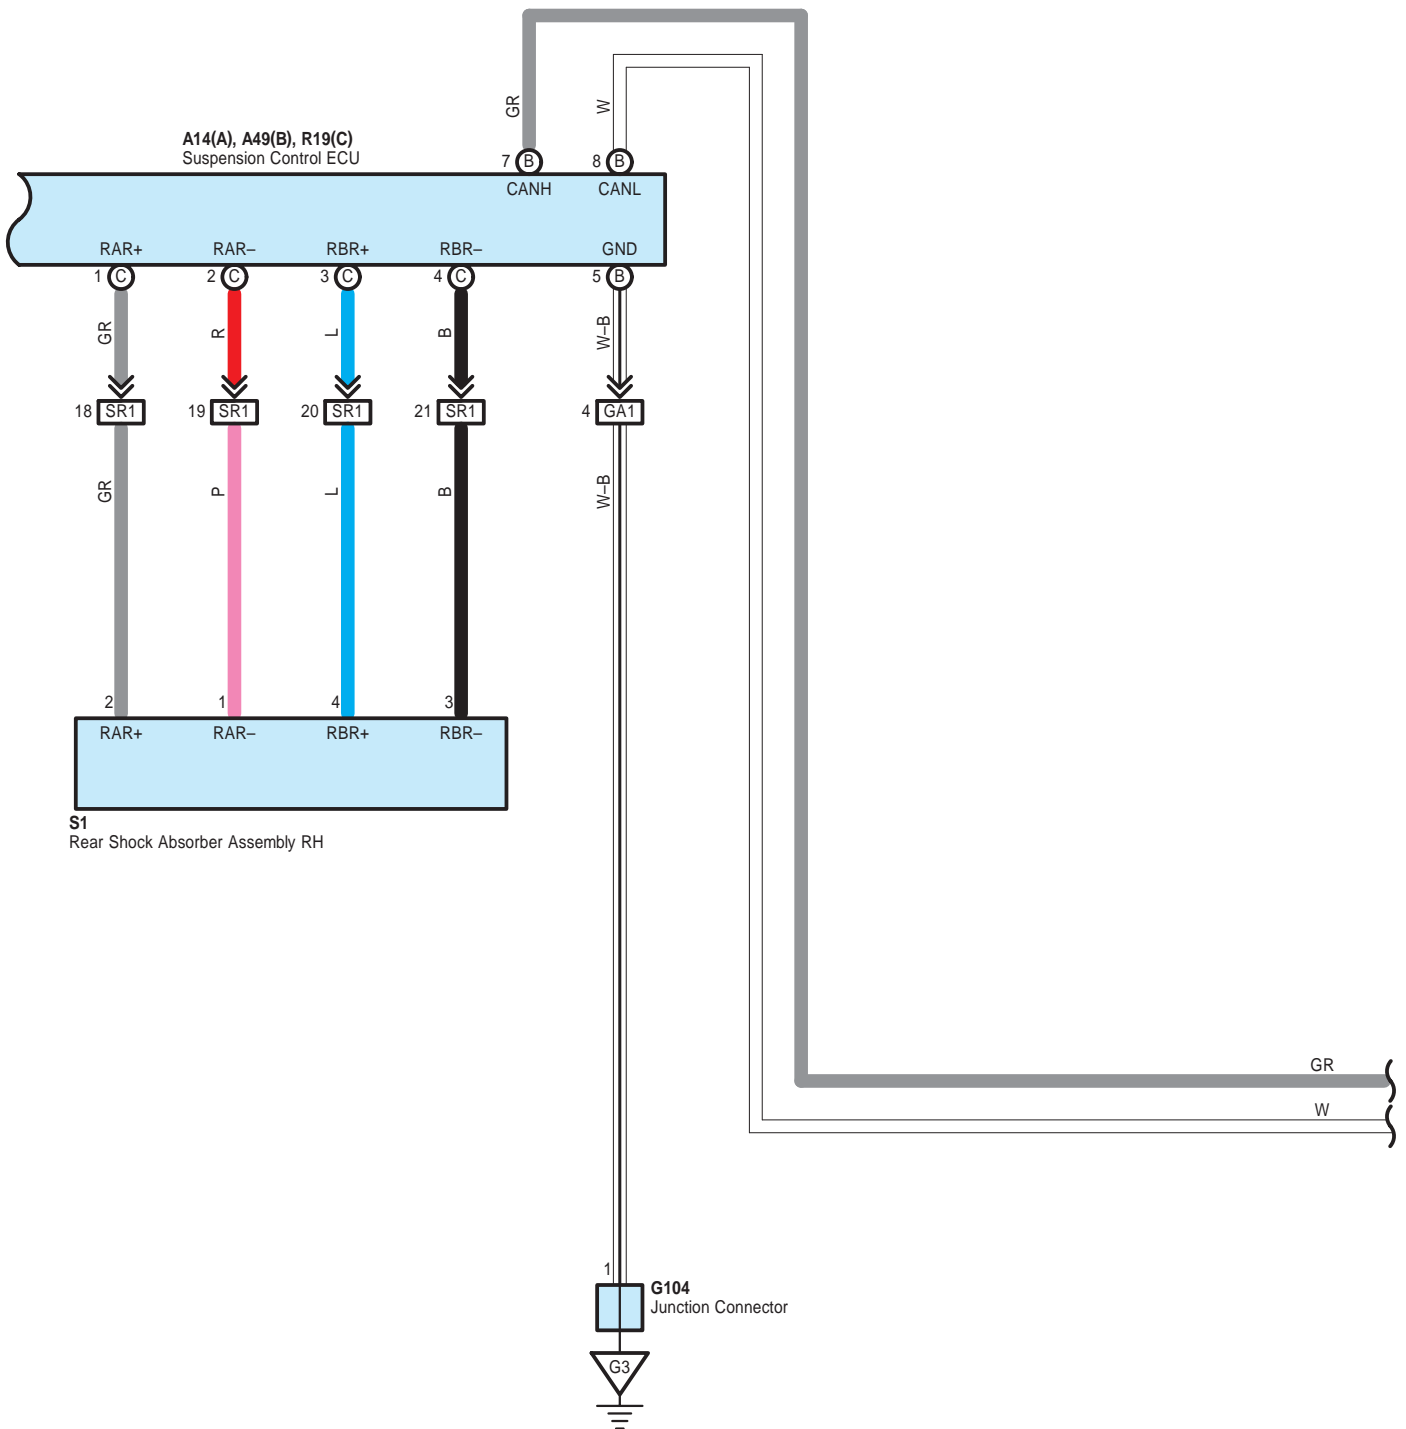 GR
W
A14(A), A49(B), R19(C)
Suspension Control ECU
7 B
8 B
CANH
CANL
RAR+
RAR–
RBR+
RBR–
GND
1 C
2 C
3 C
4 C
5 B
GR
R
L
B
W–B
18 SR1
19 SR1
20 SR1
21 SR1
4 GA1
GR
P
L
B
W–B
2
1
4
3
RAR+
RAR–
RBR+
RBR–
S1
Rear Shock Absorber Assembly RH
GR
W
1
G104
Junction Connector
G3